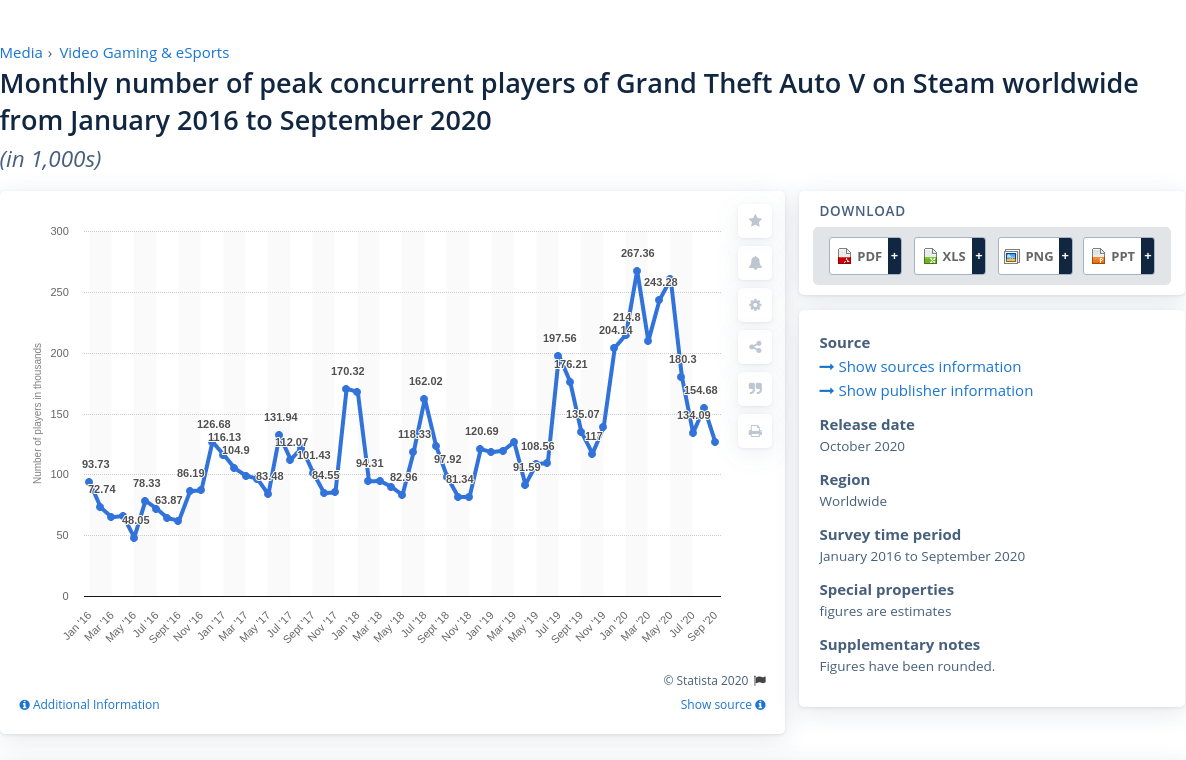 Media › Video Gaming & eSports
Monthly number of peak concurrent players of Grand Theft Auto V on Steam worldwide
from January 2016 to September 2020
(in 1,000s)
Number of players in thousands
300
250
200
150
100
50
0
93.73
72.74
48.05
78.33
63.87
86.19
126.68
116.13
104.9
83.48
131.94
112.07
101.43
84.55
170.32
94.31
82.96
118.33
162.02
97.92
81.34
120.69
91.59
108.56
197.56
176.21
135.07
117
204.14
214.8
267.36
243.28
180.3
134.09
154.68
Jan '16
Mar '16
May '16
Jul '16
Sept '16
Nov '16
Jan '17
Mar '17
May '17
Jul '17
Sept '17
Nov '17
Jan '18
Mar '18
May '18
Jul '18
Sept '18
Nov '18
Jan '19
Mar '19
May '19
Jul '19
Sept '19
Nov '19
Jan '20
Mar '20
May '20
Jul '20
Sep '20
© Statista 2020
Additional Information
Show source
DOWNLOAD
PDF + XLS + PNG + PPT +
Source
Show sources information
Show publisher information
Release date
October 2020
Region
Worldwide
Survey time period
January 2016 to September 2020
Special properties
figures are estimates
Supplementary notes
Figures have been rounded.